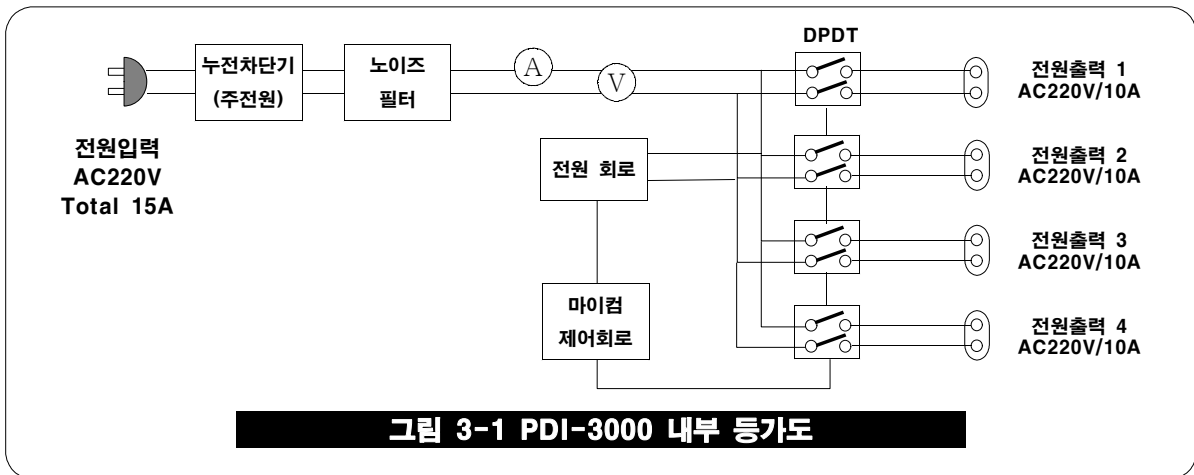 DPDT
누전차단기
(주전원)
노이즈
필터
A
V
전원입력
AC220V
Total 15A
전원 회로
마이컴
제어회로
전원출력 1
AC220V/10A
전원출력 2
AC220V/10A
전원출력 3
AC220V/10A
전원출력 4
AC220V/10A
그림 3-1 PDI-3000 내부 등가도